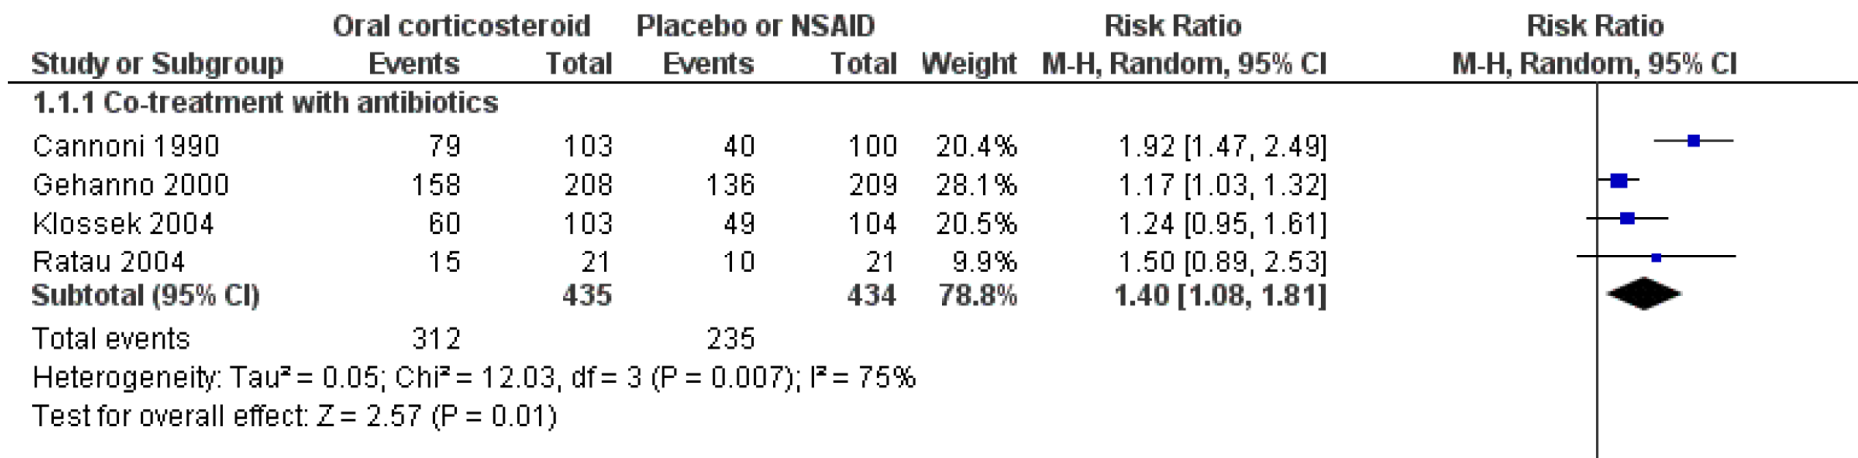 Oral corticosteroid Placebo or NSAID Risk Ratio Risk Ratio
Study or Subgroup Events Total Events Total Weight M-H, Random, 95% CI M-H, Random, 95% CI
1.1.1 Co-treatment with antibiotics
Cannoni 1990 79 103 40 100 20.4% 1.92 [1.47, 2.49]
Gehanno 2000 158 208 136 209 28.1% 1.17 [1.03, 1.32]
Klossek 2004 60 103 49 104 20.5% 1.24 [0.95, 1.61]
Ratau 2004 15 21 10 21 9.9% 1.50 [0.89, 2.53]
Subtotal (95% CI) 435 434 78.8% 1.40 [1.08, 1.81]
Total events 312 235
Heterogeneity: Tau² = 0.05; Chi² = 12.03, df = 3 (P = 0.007); I² = 75%
Test for overall effect: Z = 2.57 (P = 0.01)